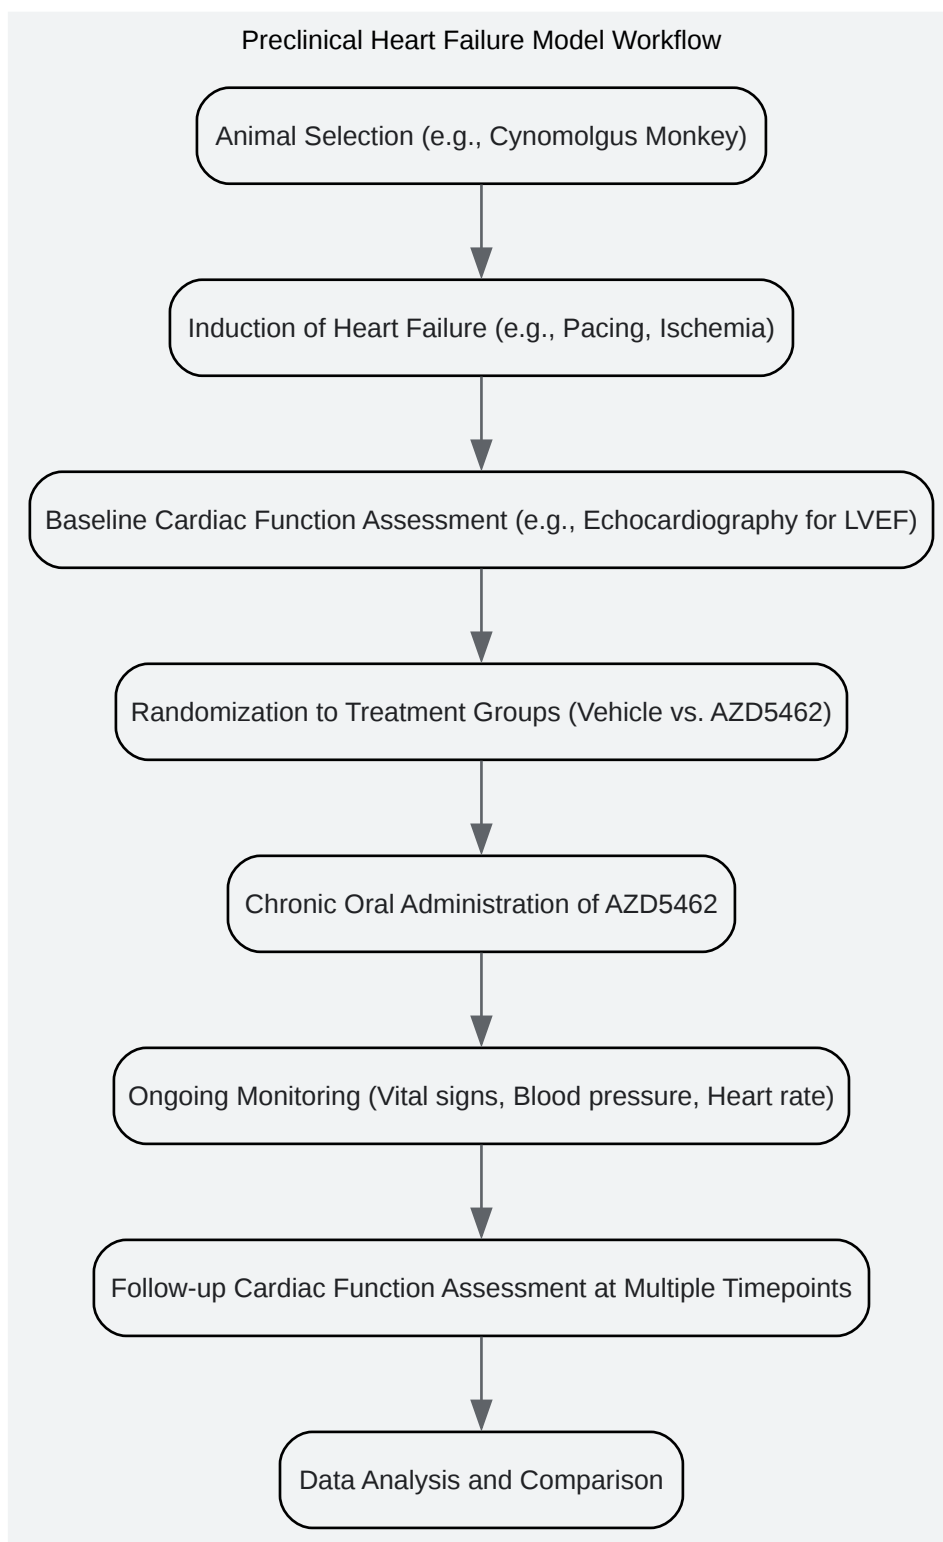 Preclinical Heart Failure Model Workflow
Animal Selection (e.g., Cynomolgus Monkey)
Induction of Heart Failure (e.g., Pacing, Ischemia)
Baseline Cardiac Function Assessment (e.g., Echocardiography for LVEF)
Randomization to Treatment Groups (Vehicle vs. AZD5462)
Chronic Oral Administration of AZD5462
Ongoing Monitoring (Vital signs, Blood pressure, Heart rate)
Follow-up Cardiac Function Assessment at Multiple Timepoints
Data Analysis and Comparison